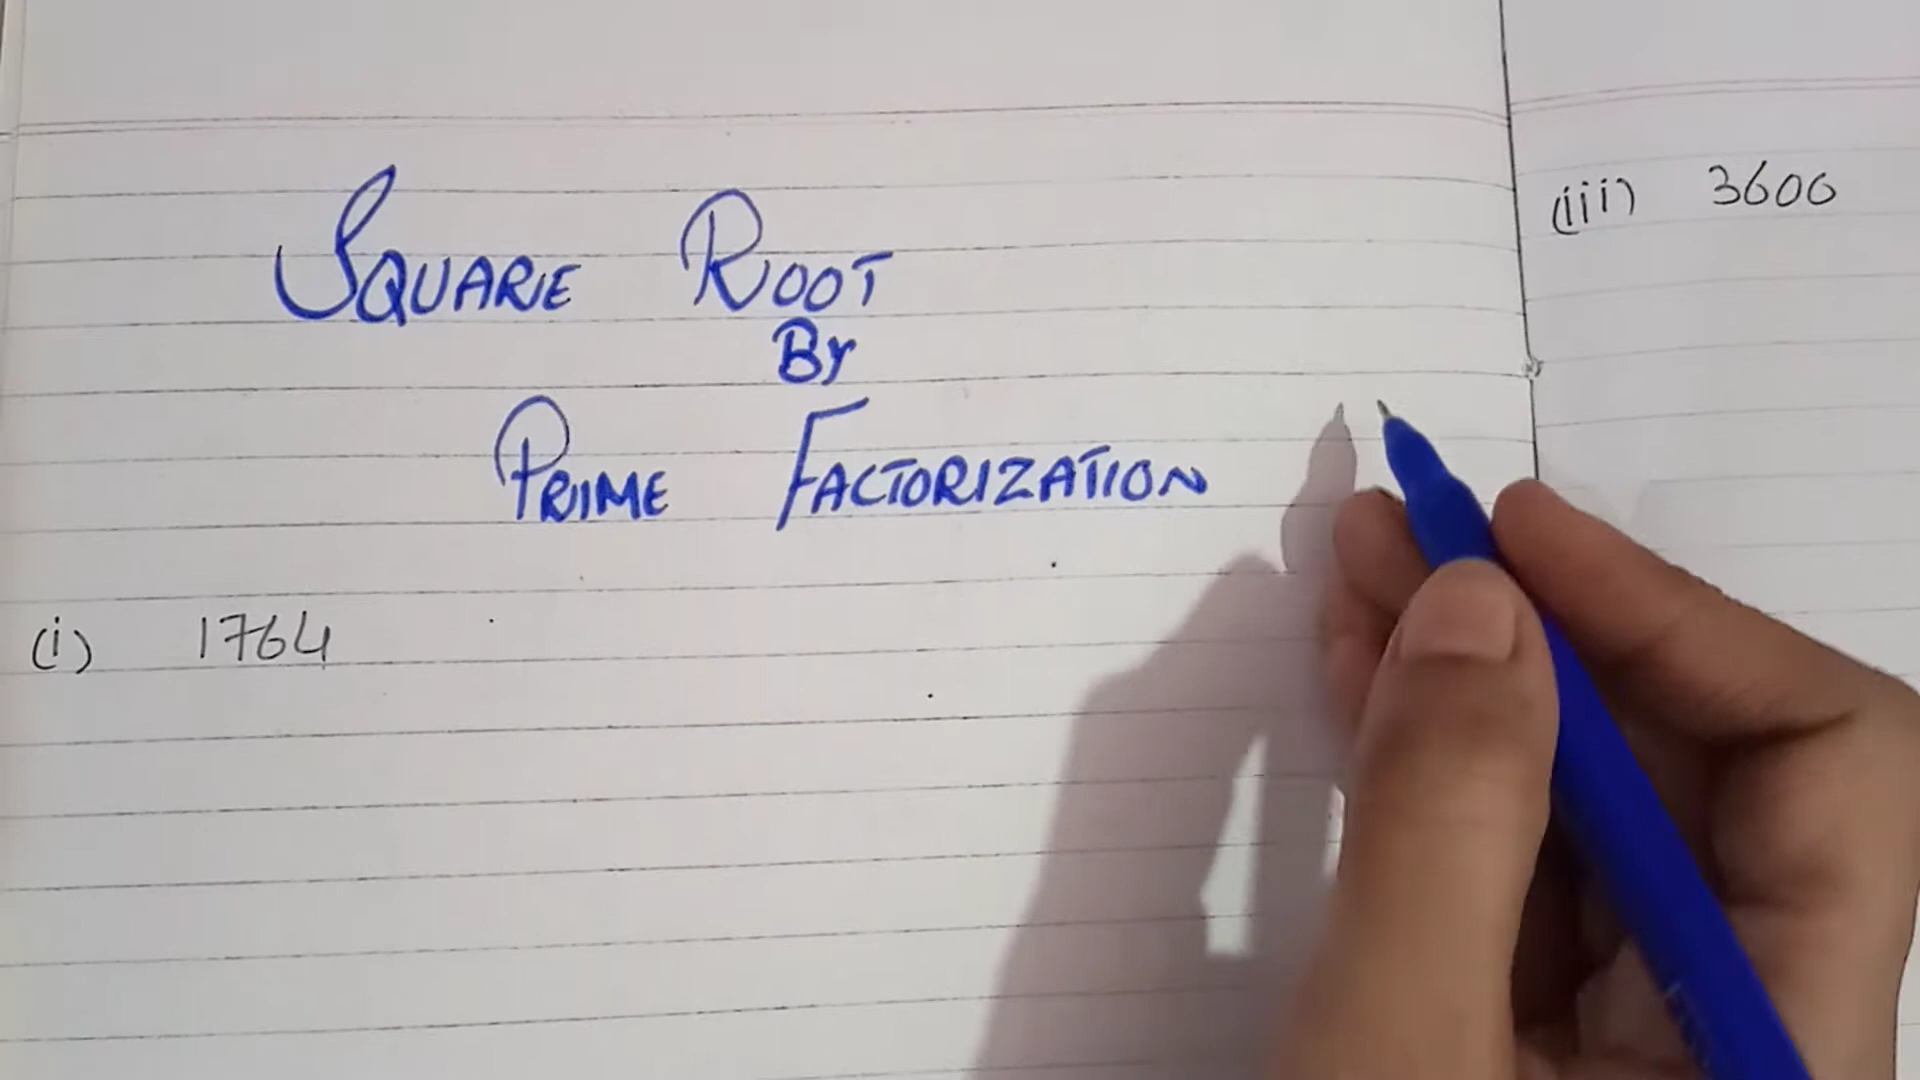 SQUARE ROOT
BY
PRIME FACTORIZATION
(i) 1764
(iii) 3600